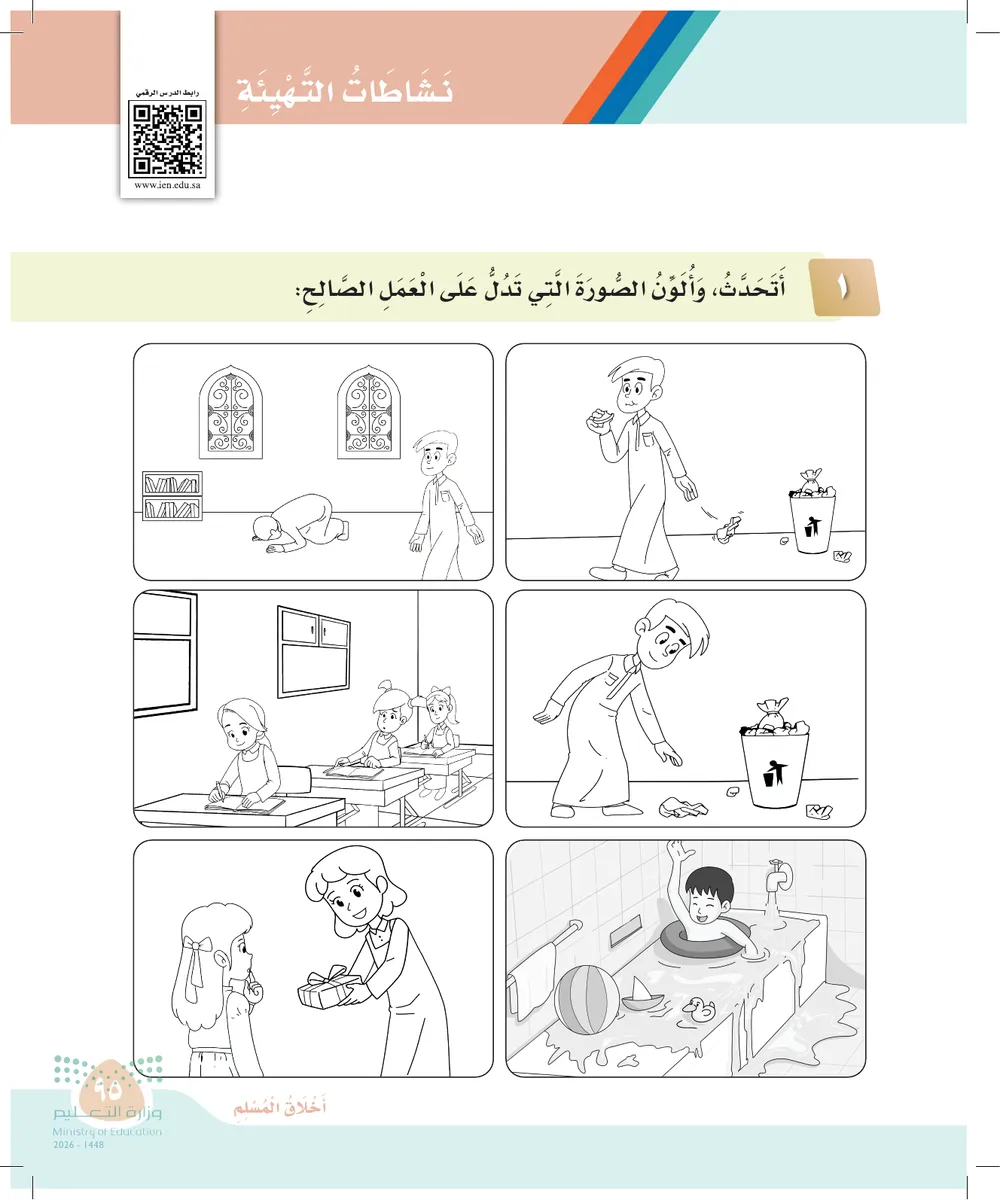 نَشَاطَاتُ التَّهْيِئَةِ
رابط الدرس الرقمي
www.ien.edu.sa
١
أَتَحَدَّثُ، وَأُلَوِّنُ الصُّورَةَ الَّتِي تَدُلُّ عَلَى الْعَمَلِ الصَّالِحِ:
أَخْلَاقُ الْمُسْلِمِ
٩٥
وزارة التعليم
Ministry of Education
2026 - 1448